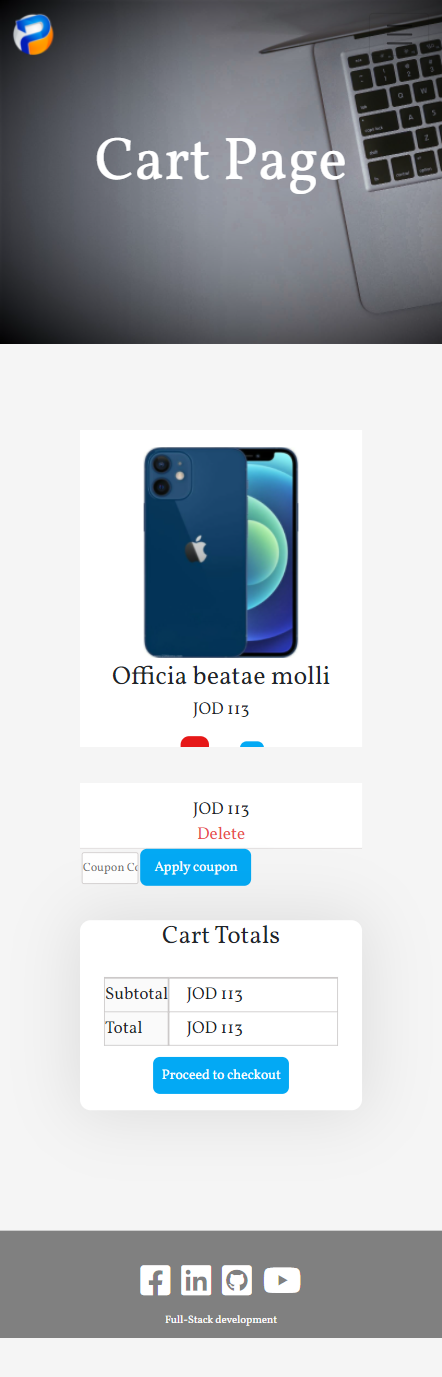 Cart Page
Officia beatae molli
JOD 113
JOD 113
Delete
Coupon Co
Apply coupon
Cart Totals
Subtotal JOD 113
Total JOD 113
Proceed to checkout
Full-Stack development